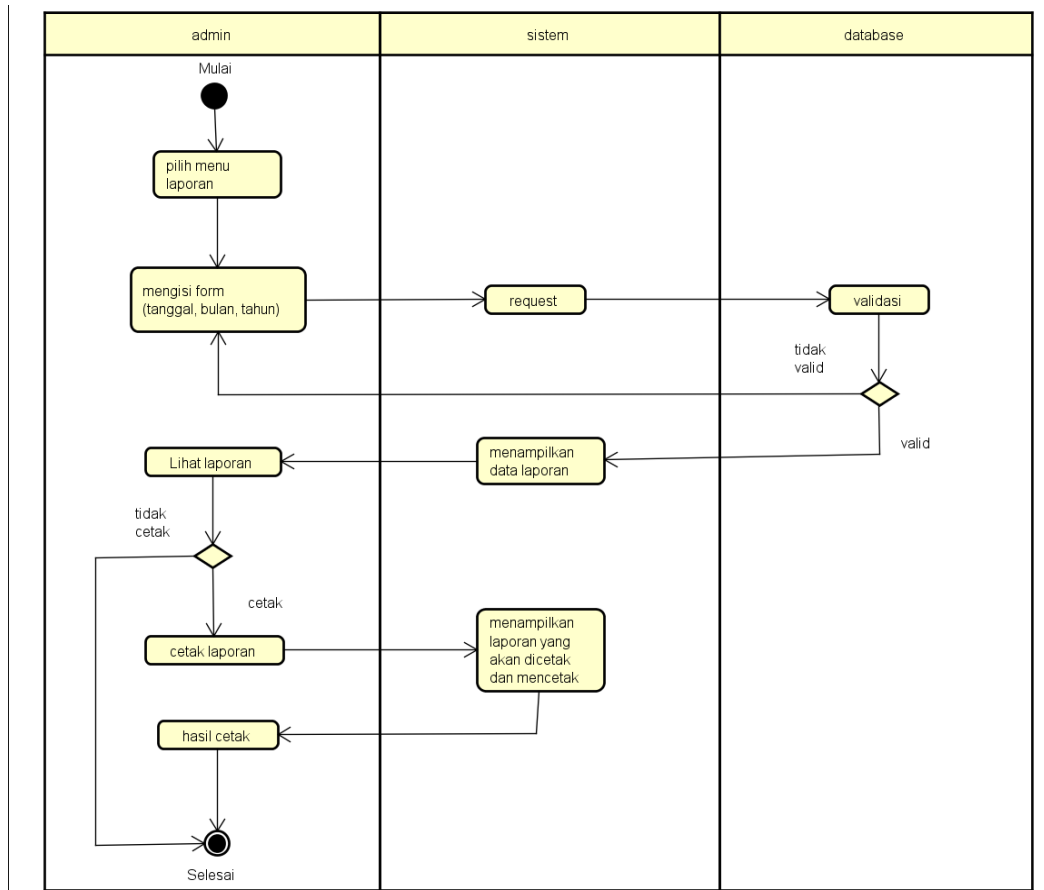 admin
sistem
database
Mulai
pilih menu
laporan
mengisi form
(tanggal, bulan, tahun)
request
validasi
tidak
valid
valid
menampilkan
data laporan
Lihat laporan
tidak
cetak
cetak
cetak laporan
menampilkan
laporan yang
akan dicetak
dan mencetak
hasil cetak
Selesai